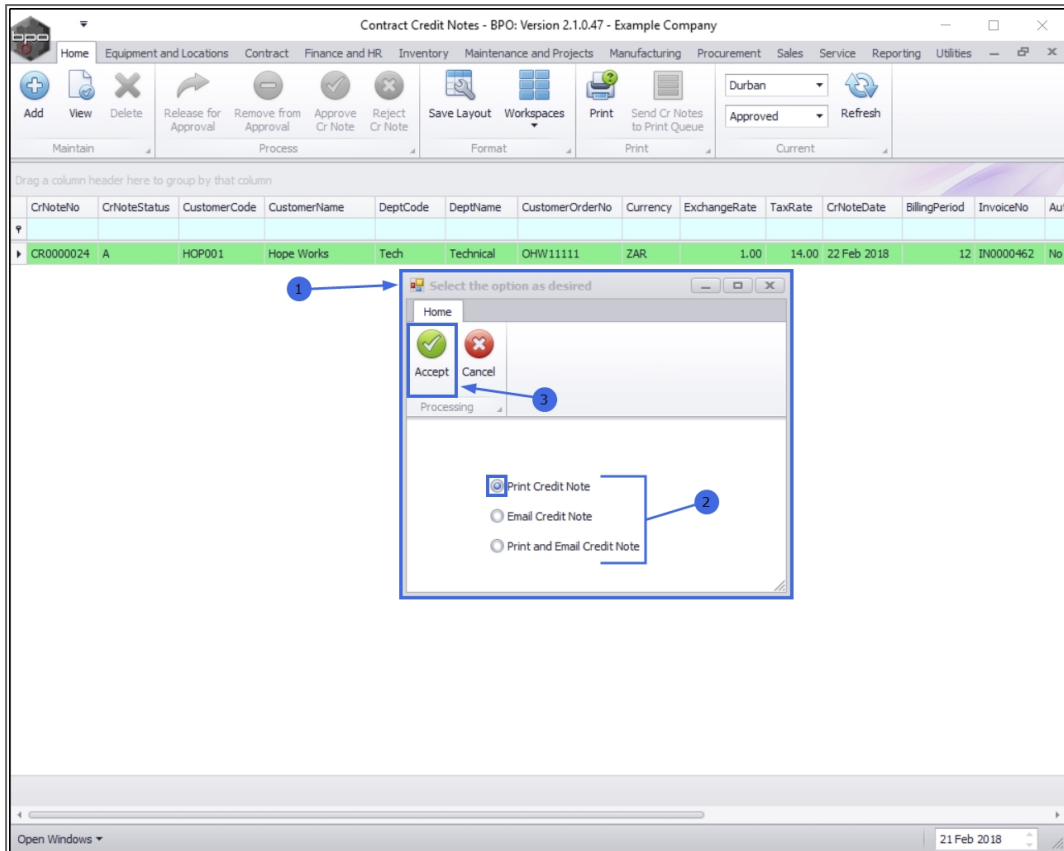 Contract Credit Notes - BPO: Version 2.1.0.47 - Example Company
bpo
Home Equipment and Locations Contract Finance and HR Inventory Maintenance and Projects Manufacturing Procurement Sales Service Reporting Utilities
Add View Delete Release for Approval Remove from Approval Approve Cr Note Reject Cr Note Save Layout Workspaces Print Send Cr Notes to Print Queue Durban Approved Refresh
Maintain Process Format Print Current
Drag a column header here to group by that column
CrNoteNo CrNoteStatus CustomerCode CustomerName DeptCode DeptName CustomerOrderNo Currency ExchangeRate TaxRate CrNoteDate BillingPeriod InvoiceNo Au
CR0000024 A HOP001 Hope Works Tech Technical OHW11111 ZAR 1.00 14.00 22 Feb 2018 12 IN0000462 No
1
Select the option as desired
Home
Accept Cancel
3
Processing
Print Credit Note
2
Email Credit Note
Print and Email Credit Note
Open Windows 21 Feb 2018